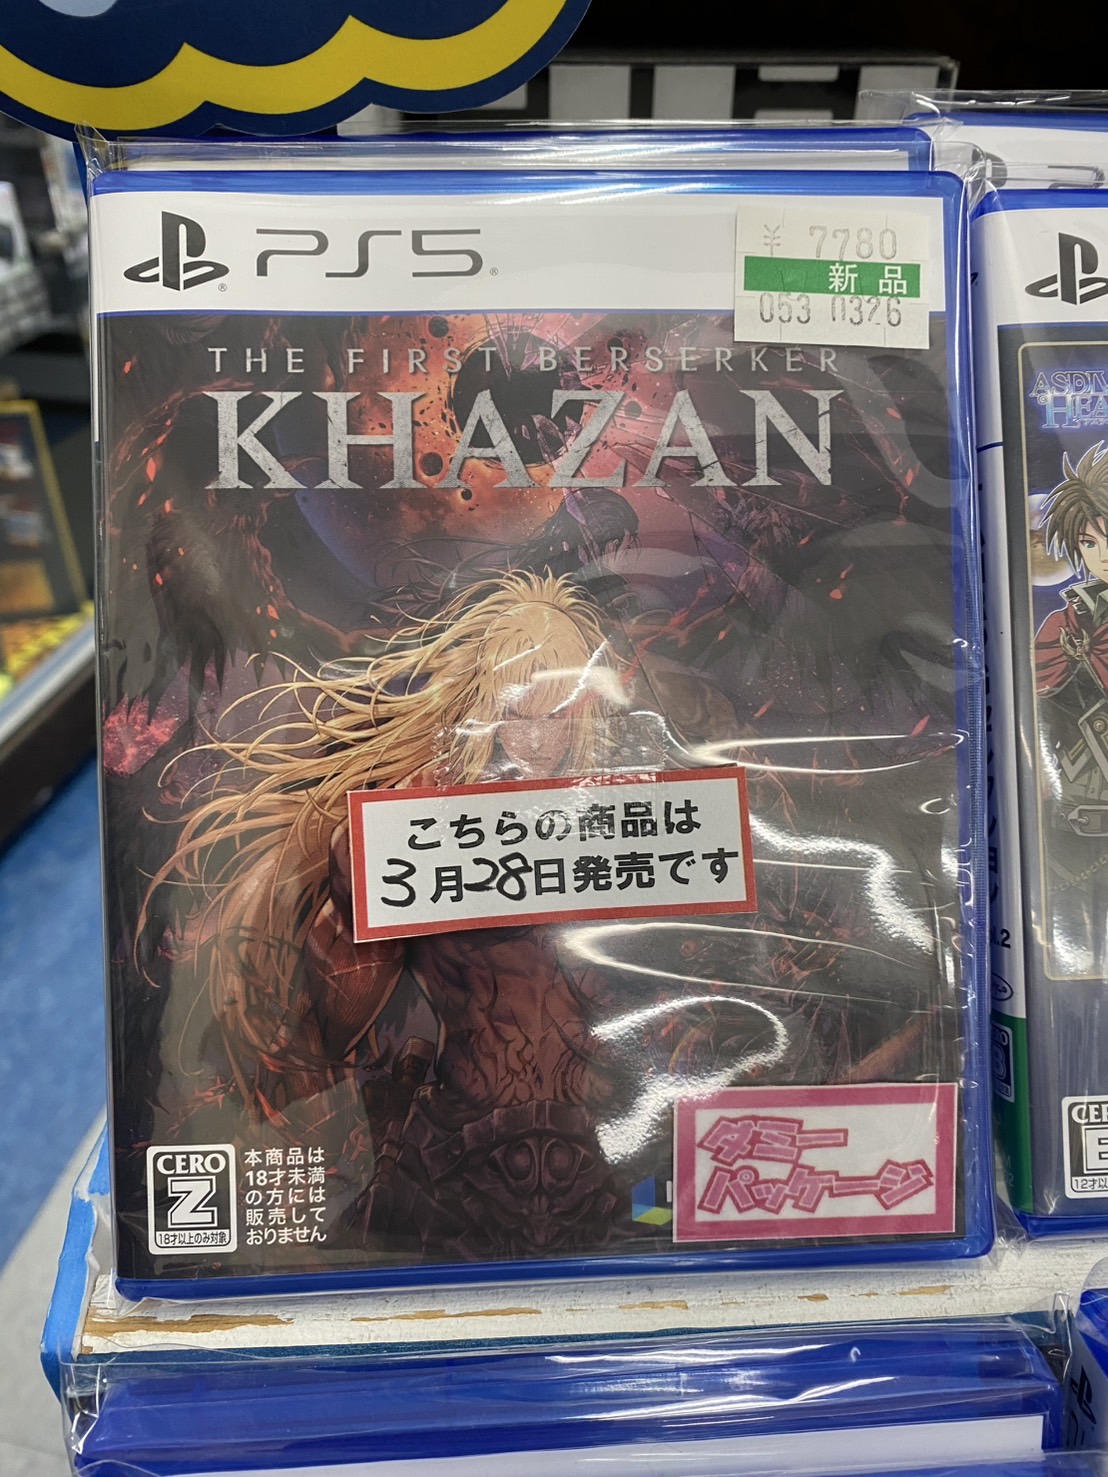 PS5
¥ 7780
新品
053 0326
THE FIRST BERSERKER
KHAZAN
こちらの商品は
3月28日発売です
ダミー
パッケージ
CERO
Z
18才以上のみ対象
本商品は
18才未満
の方には
販売して
おりません